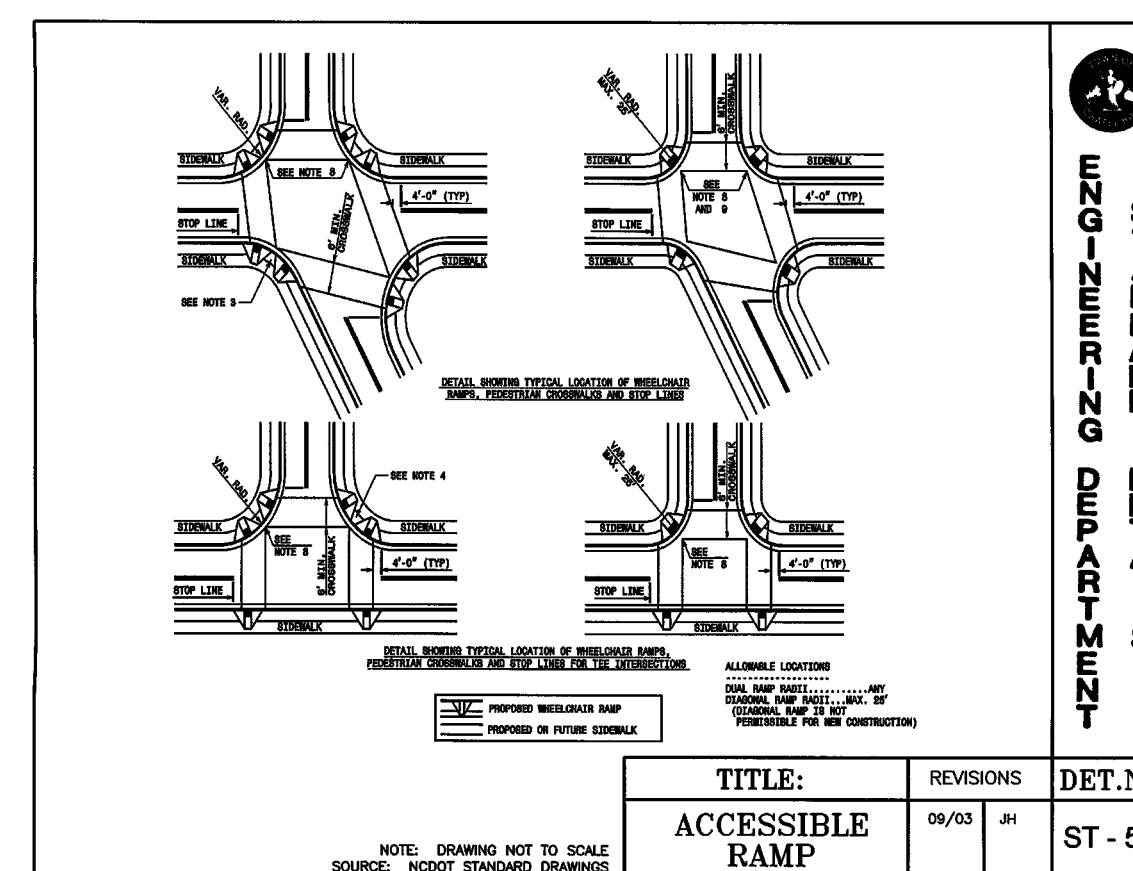 VAR. RAD.
SIDEWALK
SEE NOTE 8
SIDEWALK
4'-0" (TYP)
STOP LINE
6' MIN.
CROSSWALK
SIDEWALK
SIDEWALK
SEE NOTE 3
VAR. RAD.
MAX. 25'
6' MIN.
CROSSWALK
SIDEWALK
SIDEWALK
SEE
NOTE 8
AND 9
4'-0" (TYP)
STOP LINE
SIDEWALK
SIDEWALK
DETAIL SHOWING TYPICAL LOCATION OF WHEELCHAIR
RAMPS, PEDESTRIAN CROSSWALKS AND STOP LINES
VAR. RAD.
SEE NOTE 4
SIDEWALK
SIDEWALK
SEE
NOTE 8
6' MIN.
CROSSWALK
4'-0" (TYP)
STOP LINE
SIDEWALK
VAR. RAD.
MAX. 25'
6' MIN.
CROSSWALK
SIDEWALK
SIDEWALK
SEE
NOTE 8
4'-0" (TYP)
STOP LINE
SIDEWALK
DETAIL SHOWING TYPICAL LOCATION OF WHEELCHAIR RAMPS,
PEDESTRIAN CROSSWALKS AND STOP LINES FOR TEE INTERSECTIONS
ALLOWABLE LOCATIONS
DUAL RAMP RADII...........ANY
DIAGONAL RAMP RADII...MAX. 25'
(DIAGONAL RAMP IS NOT
PERMISSIBLE FOR NEW CONSTRUCTION)
PROPOSED WHEELCHAIR RAMP
PROPOSED OR FUTURE SIDEWALK
ENGINEERING DEPARTMENT
TITLE:
REVISIONS
DET.N
ACCESSIBLE
RAMP
09/03
JH
ST - 5
NOTE: DRAWING NOT TO SCALE
SOURCE: NCDOT STANDARD DRAWINGS